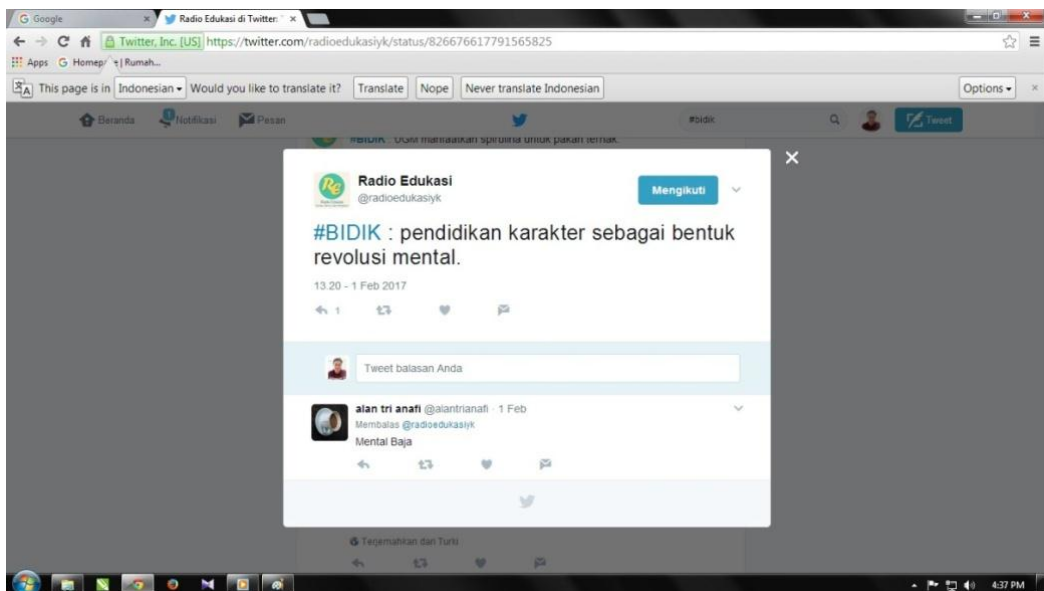 Google
Radio Edukasi di Twitter: "
Twitter, Inc. [US] https://twitter.com/radioedukasiyk/status/826676617791565825
Apps
Rumah...
This page is in Indonesian Would you like to translate it? Translate Nope Never translate Indonesian Options
Beranda Notifikasi Pesan #bidik Tweet
Radio Edukasi
@radioedukasiyk
Mengikuti
#BIDIK : pendidikan karakter sebagai bentuk
revolusi mental.
13.20 - 1 Feb 2017
1
Tweet balasan Anda
alan tri anafi @alantrianafi · 1 Feb
Membalas @radioedukasiyk
Mental Baja
4:37 PM